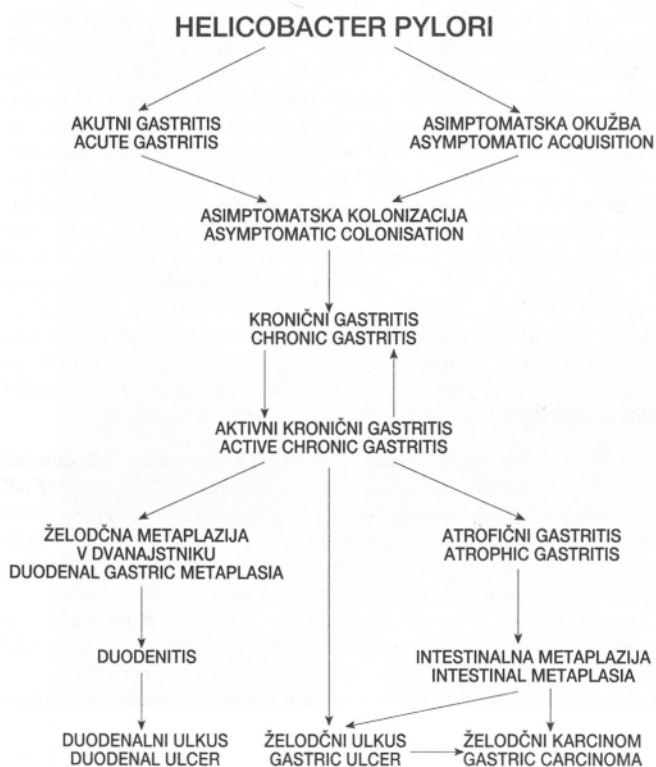 HELICOBACTER PYLORI
AKUTNI GASTRITIS
ACUTE GASTRITIS
ASIMPTOMATSKA OKUŽBA
ASYMPTOMATIC ACQUISITION
ASIMPTOMATSKA KOLONIZACIJA
ASYMPTOMATIC COLONISATION
KRONIČNI GASTRITIS
CHRONIC GASTRITIS
AKTIVNI KRONIČNI GASTRITIS
ACTIVE CHRONIC GASTRITIS
ŽELODČNA METAPLAZIJA
V DVANAJSTNIKU
DUODENAL GASTRIC METAPLASIA
ATROFIČNI GASTRITIS
ATROPHIC GASTRITIS
DUODENITIS
INTESTINALNA METAPLAZIJA
INTESTINAL METAPLASIA
DUODENALNI ULKUS
DUODENAL ULCER
ŽELODČNI ULKUS
GASTRIC ULCER
ŽELODČNI KARCINOM
GASTRIC CARCINOMA